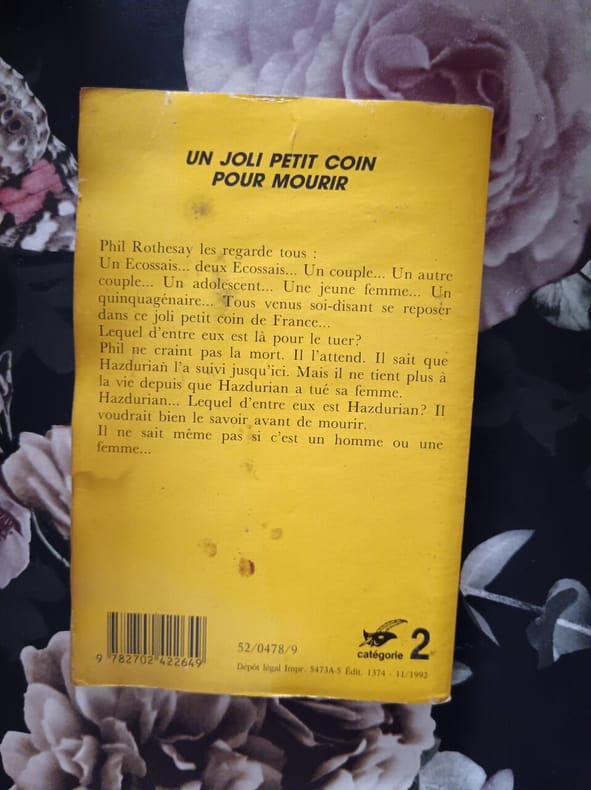 UN JOLI PETIT COIN
POUR MOURIR
Phil Rothesay les regarde tous :
Un Ecossais... deux Ecossais... Un couple... Un autre
couple... Un adolescent... Une jeune femme... Un
quinquagénaire... Tous venus soi-disant se reposer
dans ce joli petit coin de France...
Lequel d'entre eux est là pour le tuer?
Phil ne craint pas la mort. Il l'attend. Il sait que
Hazdurian l'a suivi jusqu'ici. Mais il ne tient plus à
la vie depuis que Hazdurian a tué sa femme.
Hazdurian... Lequel d'entre eux est Hazdurian? Il
voudrait bien le savoir avant de mourir.
Il ne sait même pas si c'est un homme ou une
femme...
9 782702 422649
52/0478/9
catégorie 2
Dépôt légal Impr. 5473A-5 Édit. 1374 - 11/1992